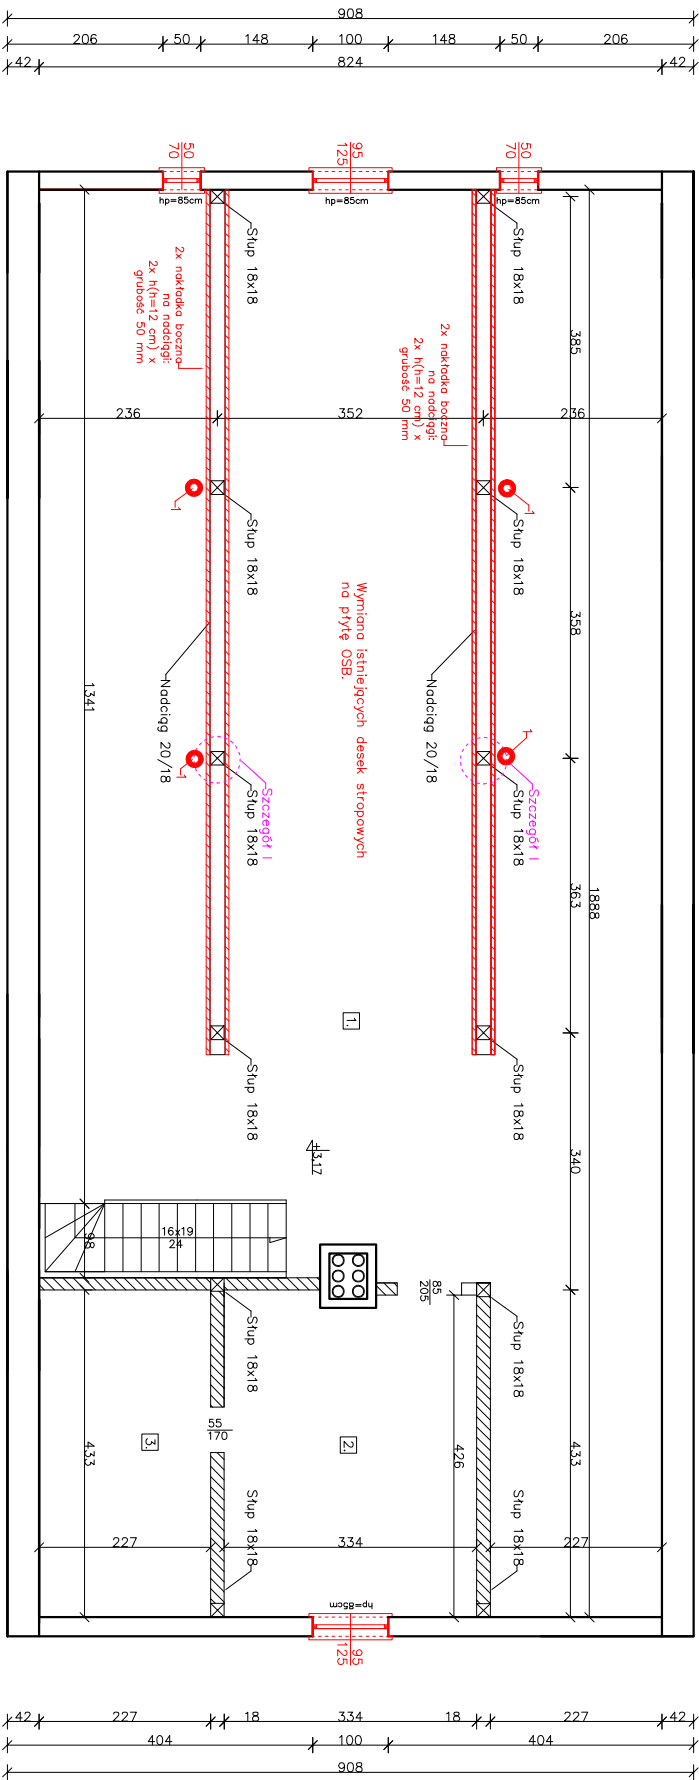 908
206
50
148
100
148
50
206
42
824
42
50
70
95
125
50
70
hp=85cm
hp=85cm
hp=85cm
Słup 18x18
Słup 18x18
2x nakładka boczna
na nadciągi:
2x h(h=12 cm) x
grubość 50 mm
2x nakładka boczna
na nadciągi:
2x h(h=12 cm) x
grubość 50 mm
385
236
352
236
1
1
Słup 18x18
Słup 18x18
Wymiana istniejących desek stropowych
na płytę OSB.
358
1341
Nadciąg 20/18
Nadciąg 20/18
1
1
Szczegół I
Słup 18x18
Szczegół I
Słup 18x18
363
1888
1.
Słup 18x18
Słup 18x18
+3,17
340
16x19
24
98
85
205
Słup 18x18
Słup 18x18
55
170
3.
2.
433
426
433
Słup 18x18
Słup 18x18
227
334
227
hp=85cm
95
125
42
227
18
334
18
227
42
404
100
404
908